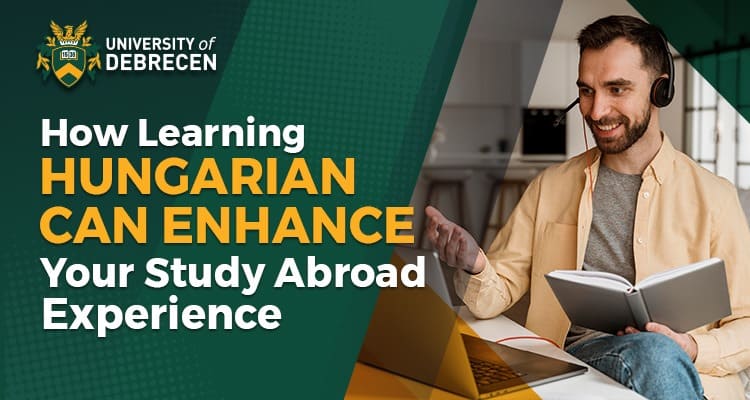 UNIVERSITY of
DEBRECEN
How Learning
HUNGARIAN
CAN ENHANCE
Your Study Abroad
Experience